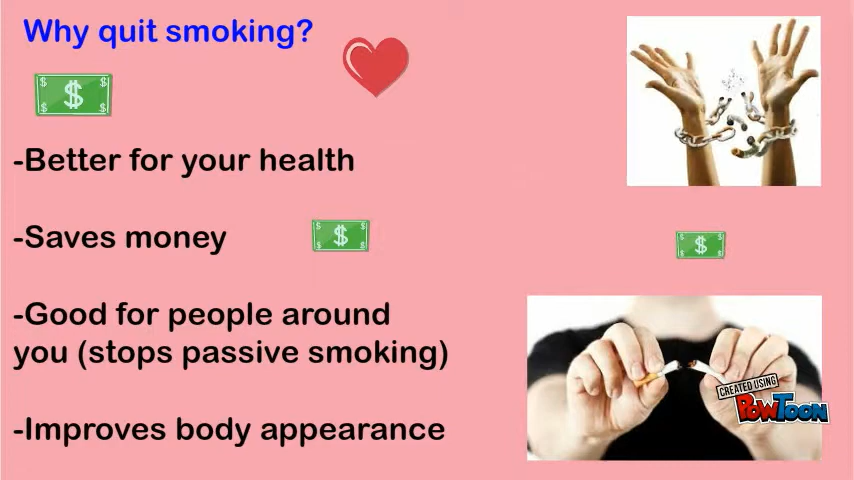 Why quit smoking?
$ $ $ $ $
-Better for your health
-Saves money
$ $ $ $ $
$ $ $ $ $
-Good for people around
you (stops passive smoking)
-Improves body appearance
CREATED USING
POWTOON